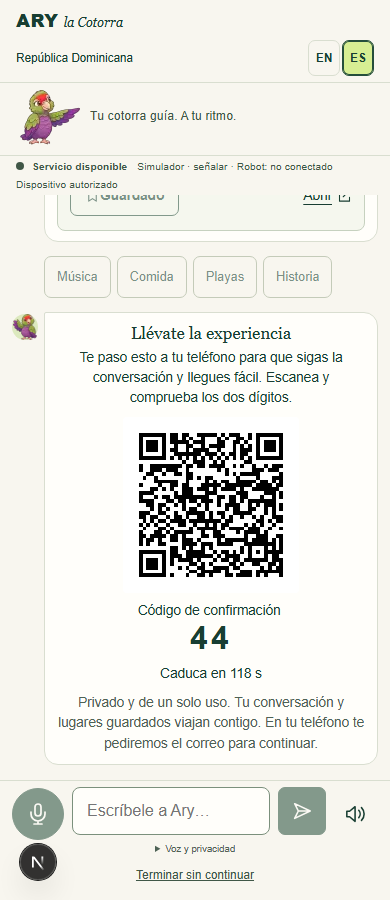 ARY la Cotorra
República Dominicana
EN
ES
Tu cotorra guía. A tu ritmo.
Servicio disponible Simulador · señalar · Robot: no conectado
Dispositivo autorizado
Guardado
Abrir
Música
Comida
Playas
Historia
Llévate la experiencia
Te paso esto a tu teléfono para que sigas la
conversación y llegues fácil. Escanea y
comprueba los dos dígitos.
Código de confirmación
44
Caduca en 118 s
Privado y de un solo uso. Tu conversación y
lugares guardados viajan contigo. En tu teléfono te
pediremos el correo para continuar.
Escríbele a Ary…
N
Voz y privacidad
Terminar sin continuar